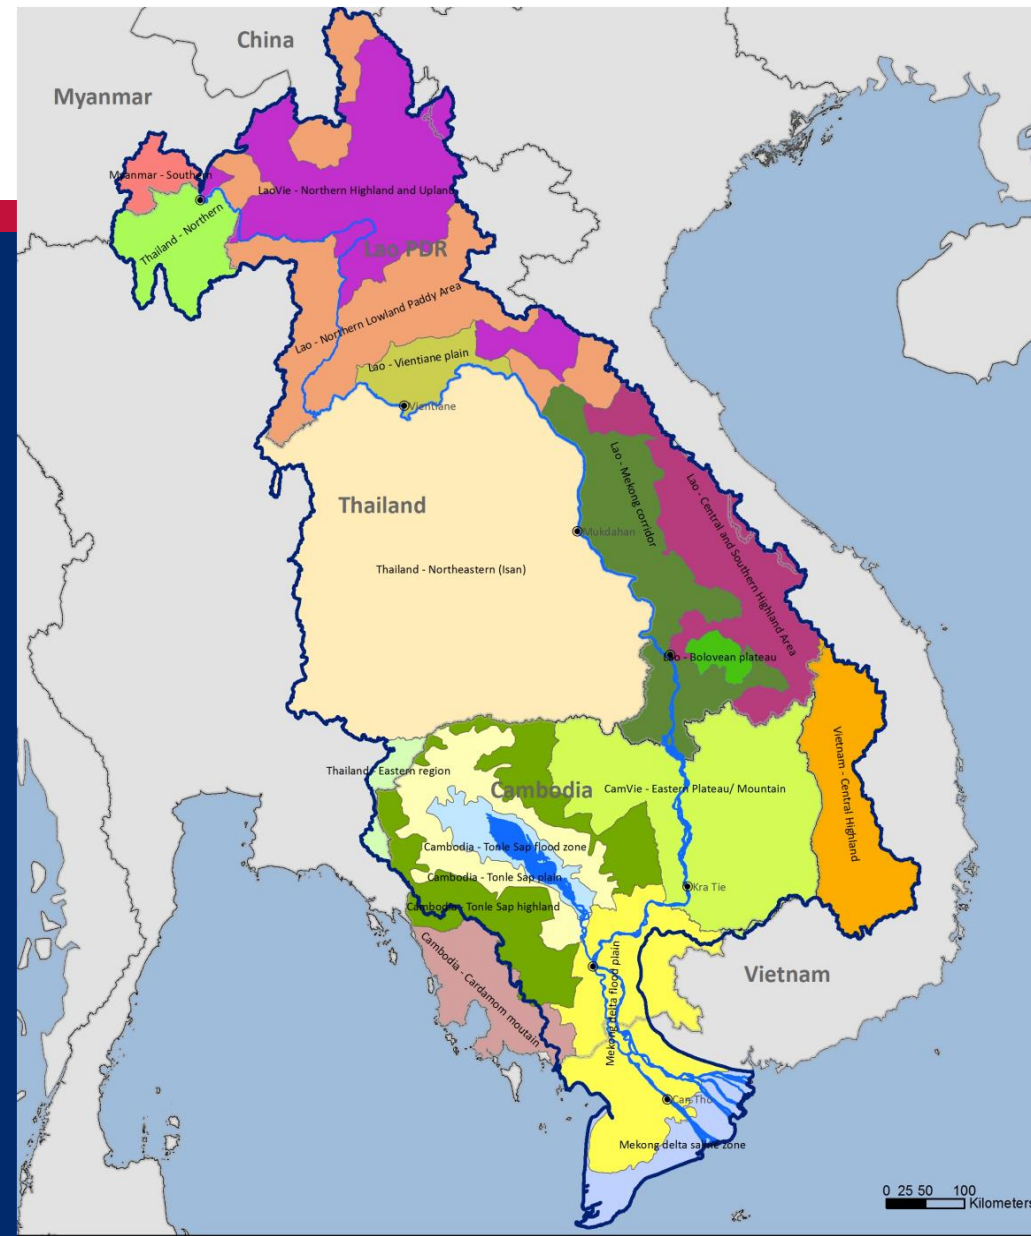 China
Myanmar
Myanmar - Southern
LaoVie - Northern Highland and Upland
Thailand - Northern
Lao PDR
Lao - Northern Lowland Paddy Area
Lao - Vientiane plain
Vientiane
Lao - Mekong corridor
Lao - Central and Southern Highland Area
Thailand
Mukdahan
Thailand - Northeastern (Isan)
Lao - Bolovean plateau
Thailand - Eastern region
Cambodia
CamVie - Eastern Plateau/ Mountain
Vietnam - Central Highland
Cambodia - Tonle Sap flood zone
Cambodia - Tonle Sap plain
Kra Tie
Cambodia - Tonle Sap highland
Cambodia - Cardamom moutain
Mekong delta flood plain
Vietnam
Can Tho
Mekong delta saline zone
0 25 50 100
Kilometers